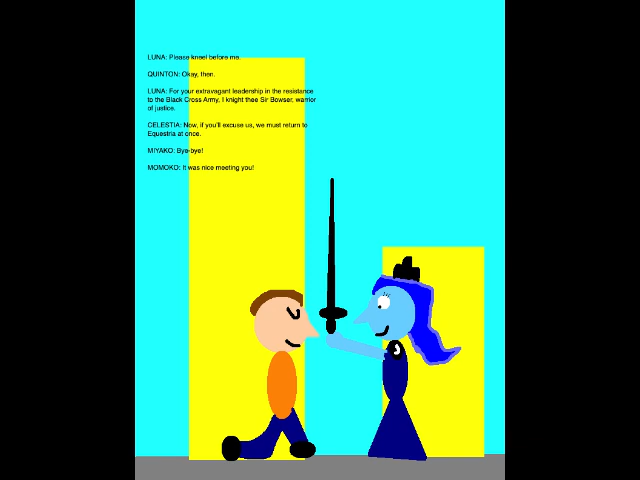 LUNA: Please kneel before me.
QUINTON: Okay, then.
LUNA: For your extravagant leadership in the resistance
to the Black Cross Army, I knight thee Sir Bowser, warrior
of justice.
CELESTIA: Now, if you'll excuse us, we must return to
Equestria at once.
MIYAKO: Bye-bye!
MOMOKO: It was nice meeting you!